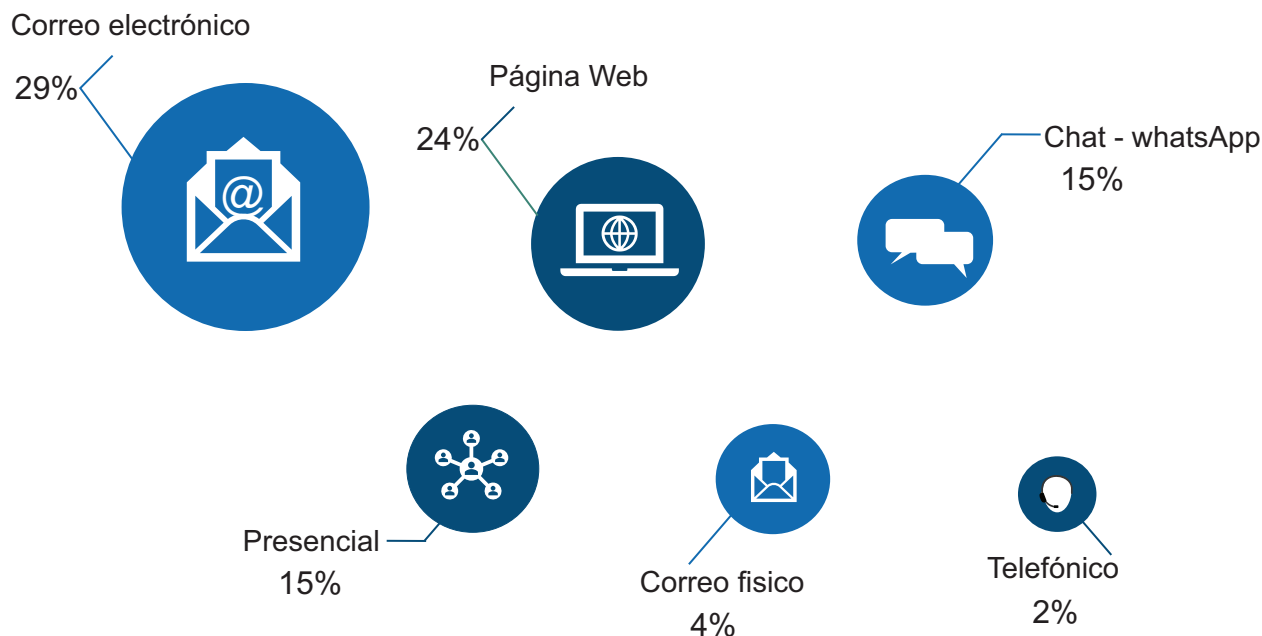 Correo electrónico
29%
@
Página Web
24%
Chat - whatsApp
15%
Presencial
15%
Correo fisico
4%
Telefónico
2%